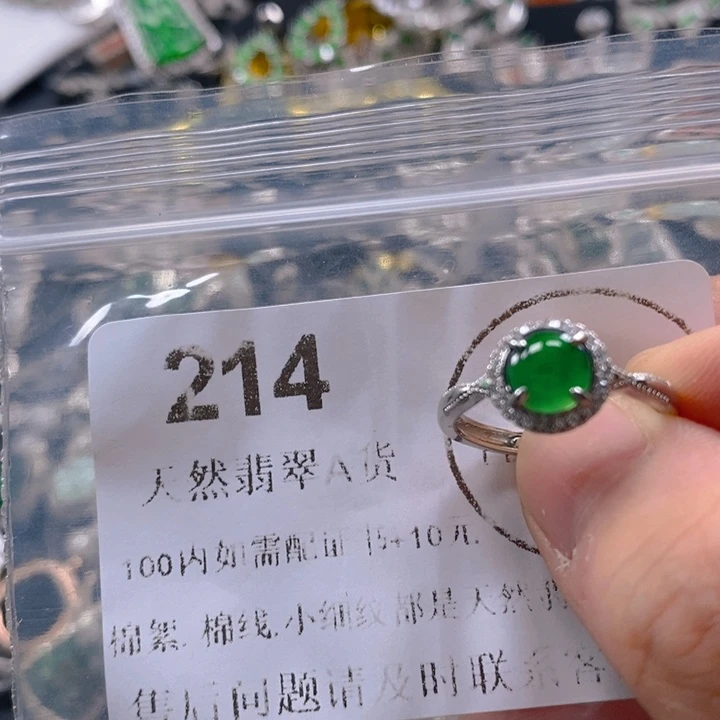 214
天然翡翠A货
100内如需配证书+10元.
棉絮.棉线.小细纹都是天然
售后问题请及时联系客